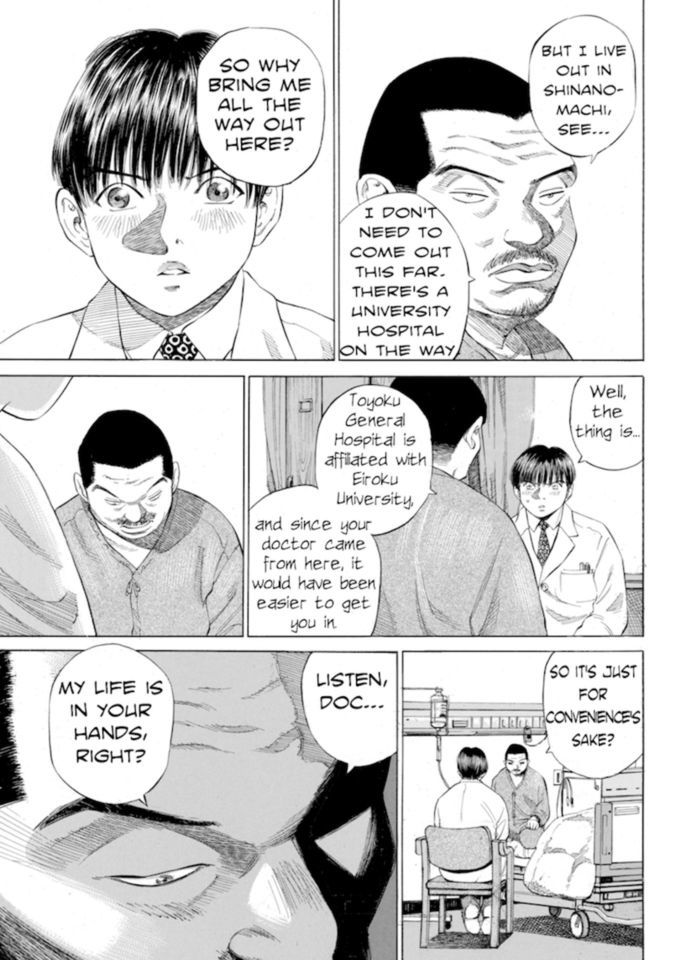 BUT I LIVE
OUT IN
SHINANO-
MACHI,
SEE...
I DON'T
NEED TO
COME OUT
THIS FAR.
THERE'S A
UNIVERSITY
HOSPITAL
ON THE WAY
SO WHY
BRING ME
ALL THE
WAY OUT
HERE?
Well,
the
thing is...
Toyoku
General
Hospital is
affiliated with
Eiroku
University,
and since your
doctor came
from here, it
would have been
easier to get
you in.
SO IT'S JUST
FOR
CONVENIENCE'S
SAKE?
LISTEN,
DOC...
MY LIFE IS
IN YOUR
HANDS,
RIGHT?